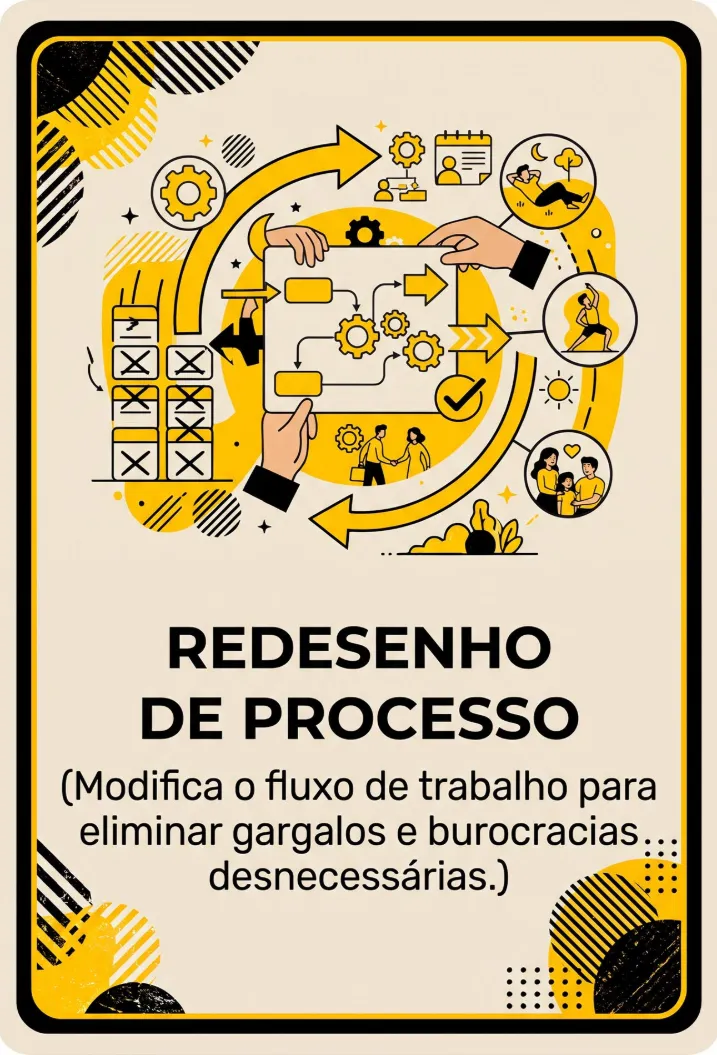 REDESENHO
DE PROCESSO
(Modifica o fluxo de trabalho para
eliminar gargalos e burocracias
desnecessárias.)